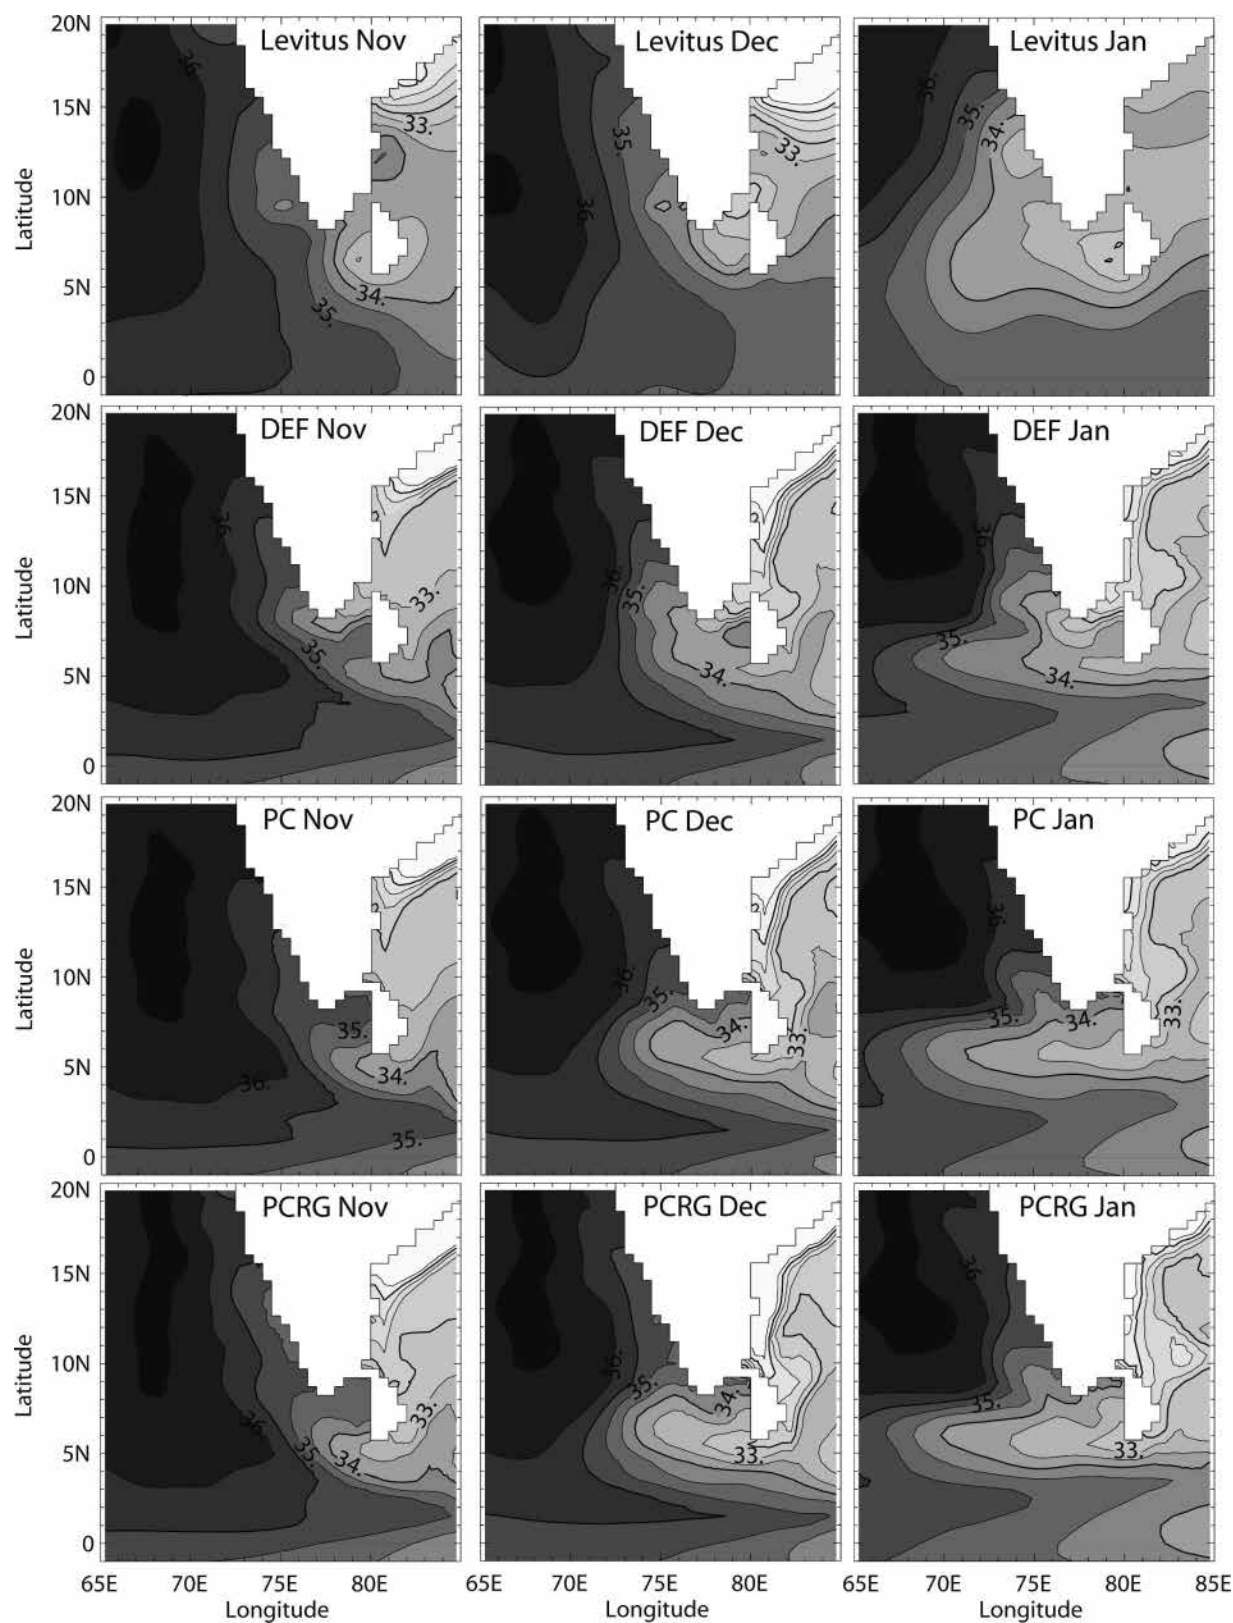 Levitus Nov
Levitus Dec
Levitus Jan
20N
15N
10N
5N
0
Latitude
36.
33.
34.
35.
35.
33.
36.
36.
35.
34.
DEF Nov
DEF Dec
DEF Jan
20N
15N
10N
5N
0
Latitude
36.
33.
35.
36.
35.
34.
36.
35.
34.
PC Nov
PC Dec
PC Jan
20N
15N
10N
5N
0
Latitude
35.
36.
34.
35.
36.
35.
34.
33.
36.
35.
34.
33.
PCRG Nov
PCRG Dec
PCRG Jan
20N
15N
10N
5N
0
Latitude
36.
35.
34.
33.
36.
35.
34.
33.
36.
35.
33.
65E 70E 75E 80E
65E 70E 75E 80E
65E 70E 75E 80E 85E
Longitude
Longitude
Longitude